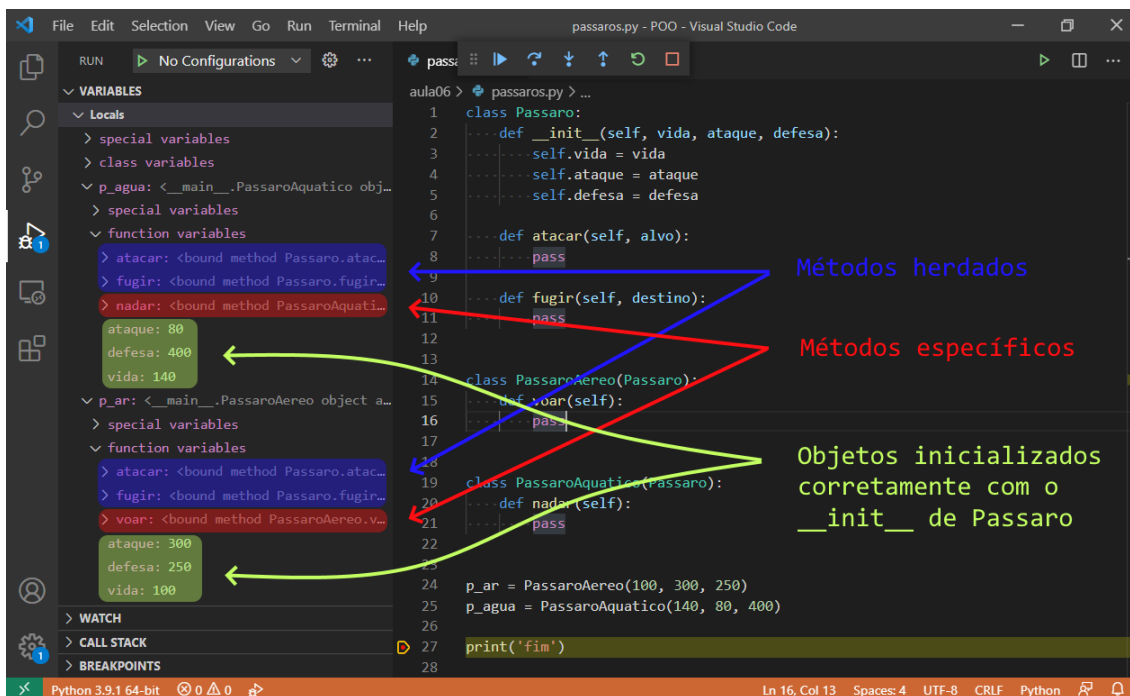 File Edit Selection View Go Run Terminal Help passaros.py - POO - Visual Studio Code
RUN No Configurations ...
VARIABLES
Locals
special variables
class variables
p_agua: <__main__.PassaroAquatico obj...
special variables
function variables
atacar: <bound method Passaro.atac...
fugir: <bound method Passaro.fugir...
nadar: <bound method PassaroAquati...
ataque: 80
defesa: 400
vida: 140
p_ar: <__main__.PassaroAereo object a...
special variables
function variables
atacar: <bound method Passaro.atac...
fugir: <bound method Passaro.fugir...
voar: <bound method PassaroAereo.v...
ataque: 300
defesa: 250
vida: 100
WATCH
CALL STACK
BREAKPOINTS
1
1
passa
aula06 > passaros.py > ...
1 class Passaro:
2 def __init__(self, vida, ataque, defesa):
3 self.vida = vida
4 self.ataque = ataque
5 self.defesa = defesa
6
7 def atacar(self, alvo):
8 pass
9
10 def fugir(self, destino):
11 pass
12
13
14 class PassaroAereo(Passaro):
15 def voar(self):
16 pass
17
18
19 class PassaroAquatico(Passaro):
20 def nadar(self):
21 pass
22
23
24 p_ar = PassaroAereo(100, 300, 250)
25 p_agua = PassaroAquatico(140, 80, 400)
26
27 print('fim')
28
Métodos herdados
Métodos específicos
Objetos inicializados
corretamente com o
__init__ de Passaro
Python 3.9.1 64-bit 0 0 Ln 16, Col 13 Spaces: 4 UTF-8 CRLF Python